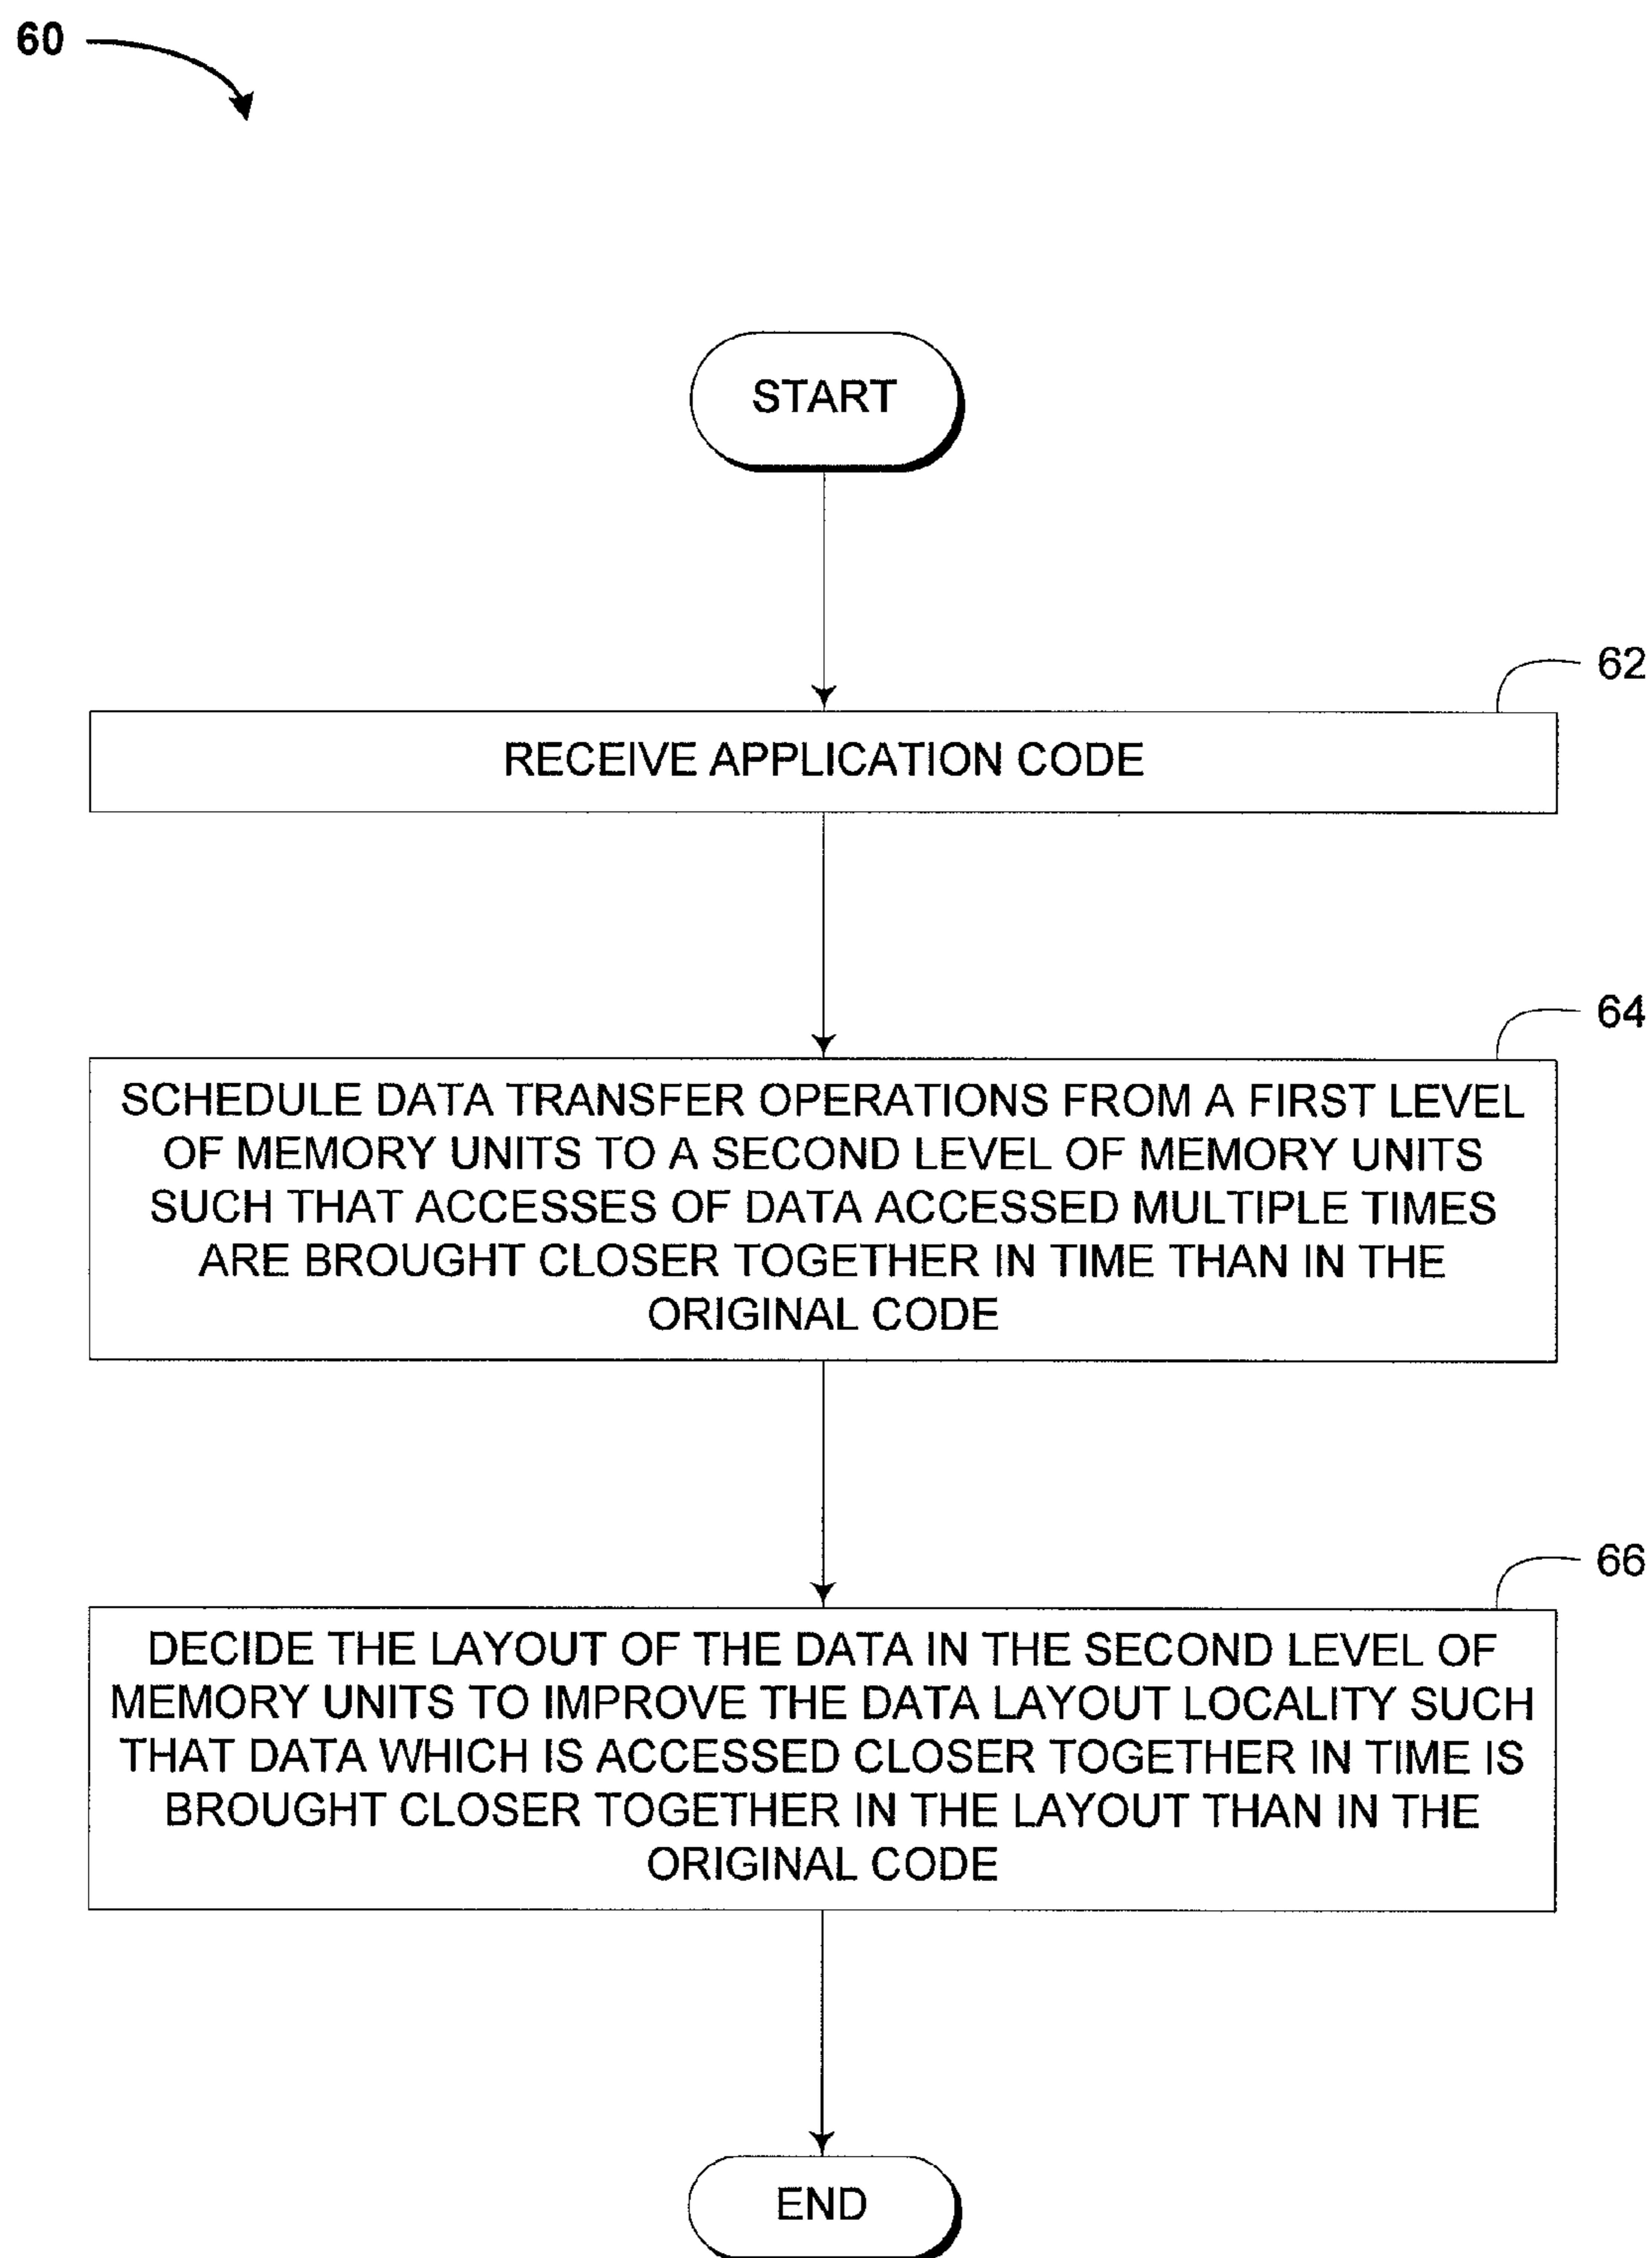 60
START
62
RECEIVE APPLICATION CODE
64
SCHEDULE DATA TRANSFER OPERATIONS FROM A FIRST LEVEL
OF MEMORY UNITS TO A SECOND LEVEL OF MEMORY UNITS
SUCH THAT ACCESSES OF DATA ACCESSED MULTIPLE TIMES
ARE BROUGHT CLOSER TOGETHER IN TIME THAN IN THE
ORIGINAL CODE
66
DECIDE THE LAYOUT OF THE DATA IN THE SECOND LEVEL OF
MEMORY UNITS TO IMPROVE THE DATA LAYOUT LOCALITY SUCH
THAT DATA WHICH IS ACCESSED CLOSER TOGETHER IN TIME IS
BROUGHT CLOSER TOGETHER IN THE LAYOUT THAN IN THE
ORIGINAL CODE
END